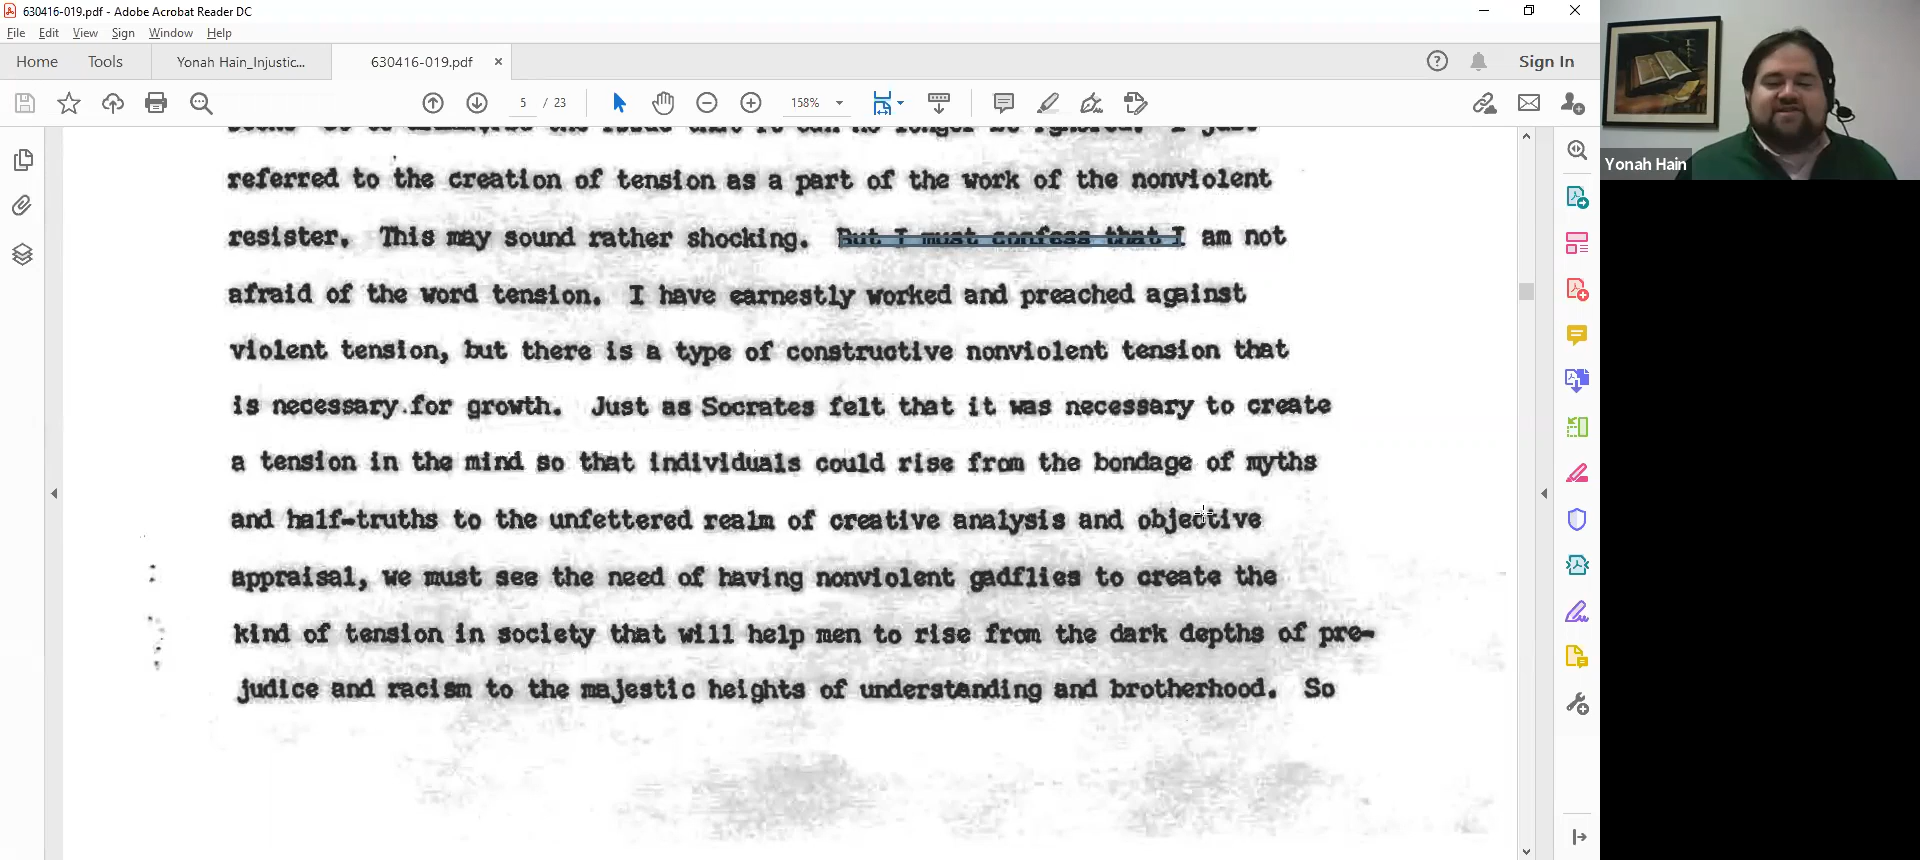 630416-019.pdf - Adobe Acrobat Reader DC
File Edit View Sign Window Help
Home Tools Yonah Hain_Injustic... 630416-019.pdf × Sign In
5 / 23 158%
Yonah Hain
that it can no longer be ignored. I just
referred to the creation of tension as a part of the work of the nonviolent
resister. This may sound rather shocking. But I must confess that I am not
afraid of the word tension. I have earnestly worked and preached against
violent tension, but there is a type of constructive nonviolent tension that
is necessary for growth. Just as Socrates felt that it was necessary to create
a tension in the mind so that individuals could rise from the bondage of myths
and half-truths to the unfettered realm of creative analysis and objective
appraisal, we must see the need of having nonviolent gadflies to create the
kind of tension in society that will help men to rise from the dark depths of pre-
judice and racism to the majestic heights of understanding and brotherhood. So